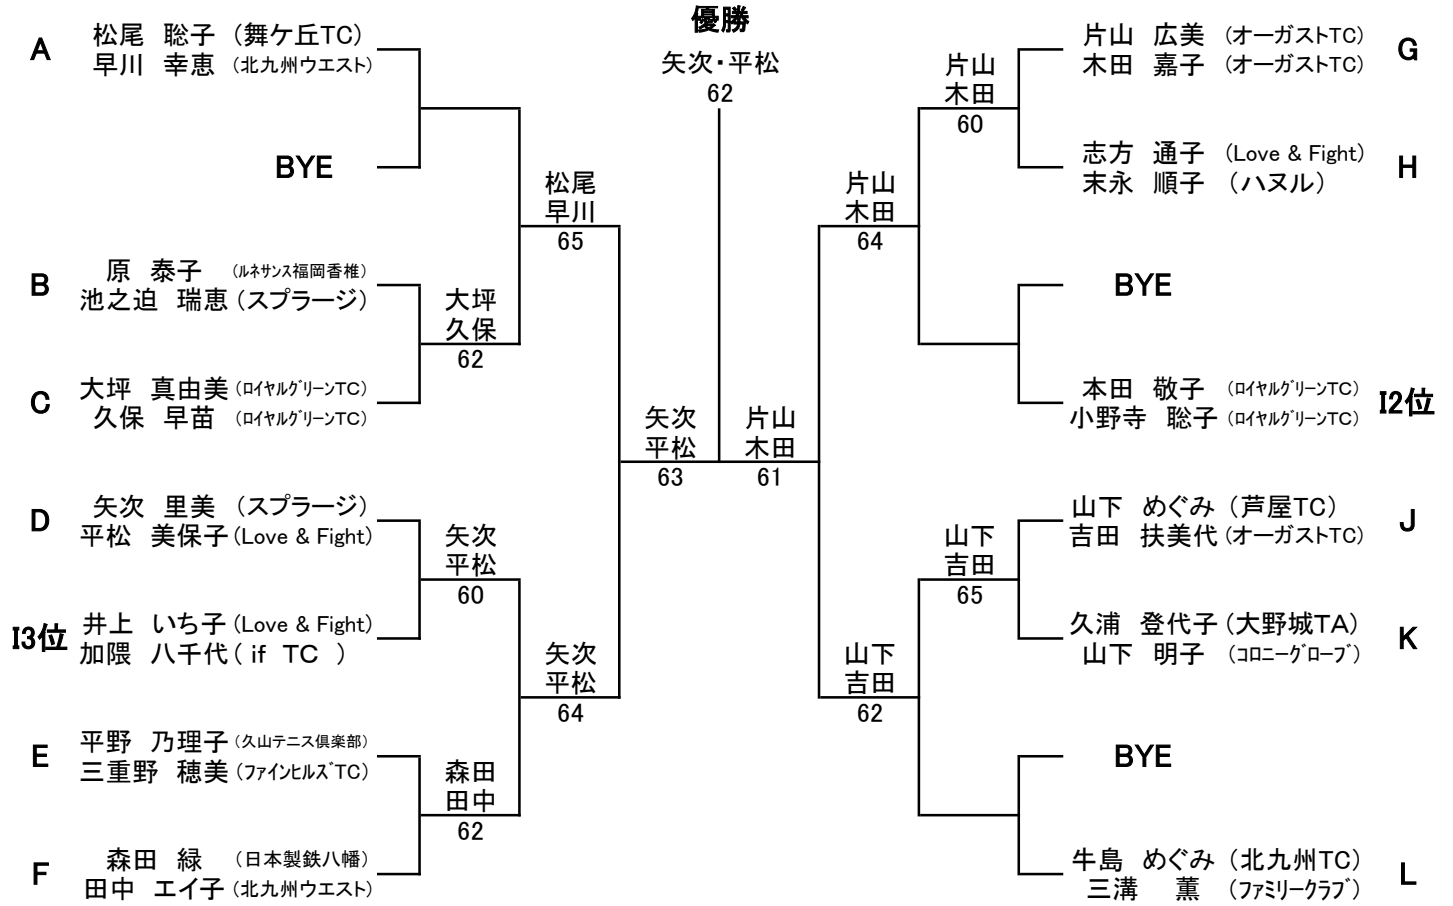 優勝
矢次・平松
62
A
松尾　聡子 （舞ケ丘TC）
早川　幸恵 （北九州ウエスト）
BYE
松尾
早川
65
B
原　泰子 （ﾙﾈｻﾝｽ福岡香椎）
池之迫　瑞恵 （スプラージ）
大坪
久保
62
C
大坪　真由美 （ﾛｲﾔﾙｸﾞﾘｰﾝTC）
久保　早苗 （ﾛｲﾔﾙｸﾞﾘｰﾝTC）
矢次
平松
63
D
矢次　里美 （スプラージ）
平松　美保子 （Love & Fight）
矢次
平松
60
I3位
井上　いち子 （Love & Fight）
加隈　八千代 （ if　TC　）
矢次
平松
64
E
平野　乃理子 （久山テニス倶楽部）
三重野　穂美 （ﾌｧｲﾝﾋﾙｽﾞTC）
森田
田中
62
F
森田　緑 （日本製鉄八幡）
田中　エイ子 （北九州ウエスト）
片山　広美 （オーガストTC）
木田　嘉子 （オーガストTC）
G
片山
木田
60
志方　通子 （Love & Fight）
末永　順子 （ハヌル）
H
片山
木田
64
BYE
本田　敬子 （ﾛｲﾔﾙｸﾞﾘｰﾝTC）
小野寺　聡子 （ﾛｲﾔﾙｸﾞﾘｰﾝTC）
I2位
片山
木田
61
山下　めぐみ （芦屋TC）
吉田　扶美代 （オーガストTC）
J
山下
吉田
65
久浦　登代子 （大野城TA）
山下　明子 （ｺﾛﾆｰｸﾞﾛｰﾌﾞ）
K
山下
吉田
62
BYE
牛島　めぐみ （北九州TC）
三溝　薫 （ﾌｧﾐﾘｰｸﾗﾌﾞ）
L